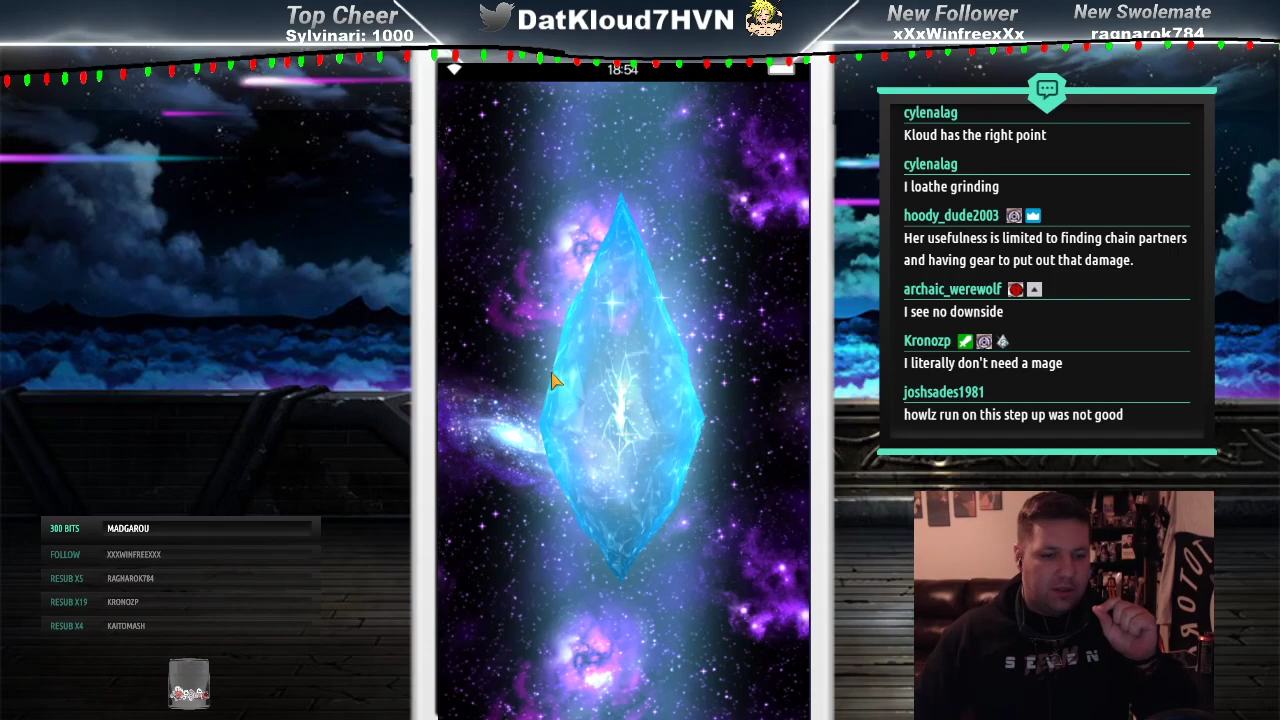 Top Cheer
Sylvinari: 1000
DatKloud7HVN
New Follower
xXxWinfreexXx
New Swolemate
ragnarok784
18:54
cylenalag
Kloud has the right point
cylenalag
I loathe grinding
hoody_dude2003
Her usefulness is limited to finding chain partners
and having gear to put out that damage.
archaic_werewolf
I see no downside
Kronozp
I literally don't need a mage
joshsades1981
howlz run on this step up was not good
300 BITS MADGAROU
FOLLOW XXXWINFREEXXX
RESUB X5 RAGNAROK784
RESUB X19 KRONOZP
RESUB X4 KAITOMASH